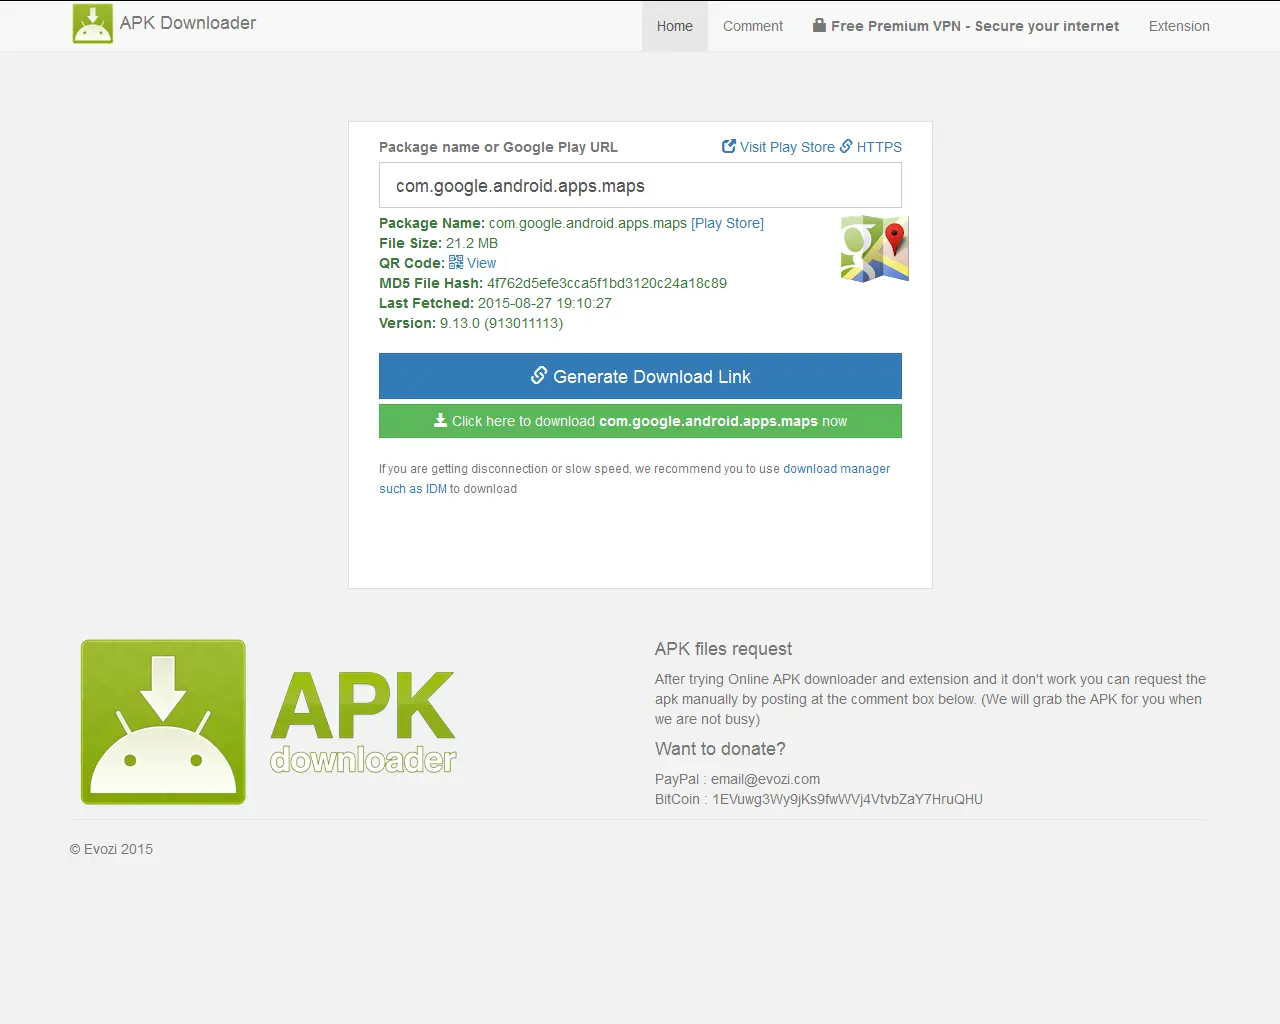 APK Downloader
Home Comment Free Premium VPN - Secure your internet Extension
Package name or Google Play URL Visit Play Store HTTPS
com.google.android.apps.maps
Package Name: com.google.android.apps.maps [Play Store]
File Size: 21.2 MB
QR Code: View
MD5 File Hash: 4f762d5efe3cca5f1bd3120c24a18c89
Last Fetched: 2015-08-27 19:10:27
Version: 9.13.0 (913011113)
Generate Download Link
Click here to download com.google.android.apps.maps now
If you are getting disconnection or slow speed, we recommend you to use download manager
such as IDM to download
APK
downloader
APK files request
After trying Online APK downloader and extension and it don't work you can request the
apk manually by posting at the comment box below. (We will grab the APK for you when
we are not busy)
Want to donate?
PayPal : email@evozi.com
BitCoin : 1EVuwg3Wy9jKs9fwWVj4VtvbZaY7HruQHU
© Evozi 2015